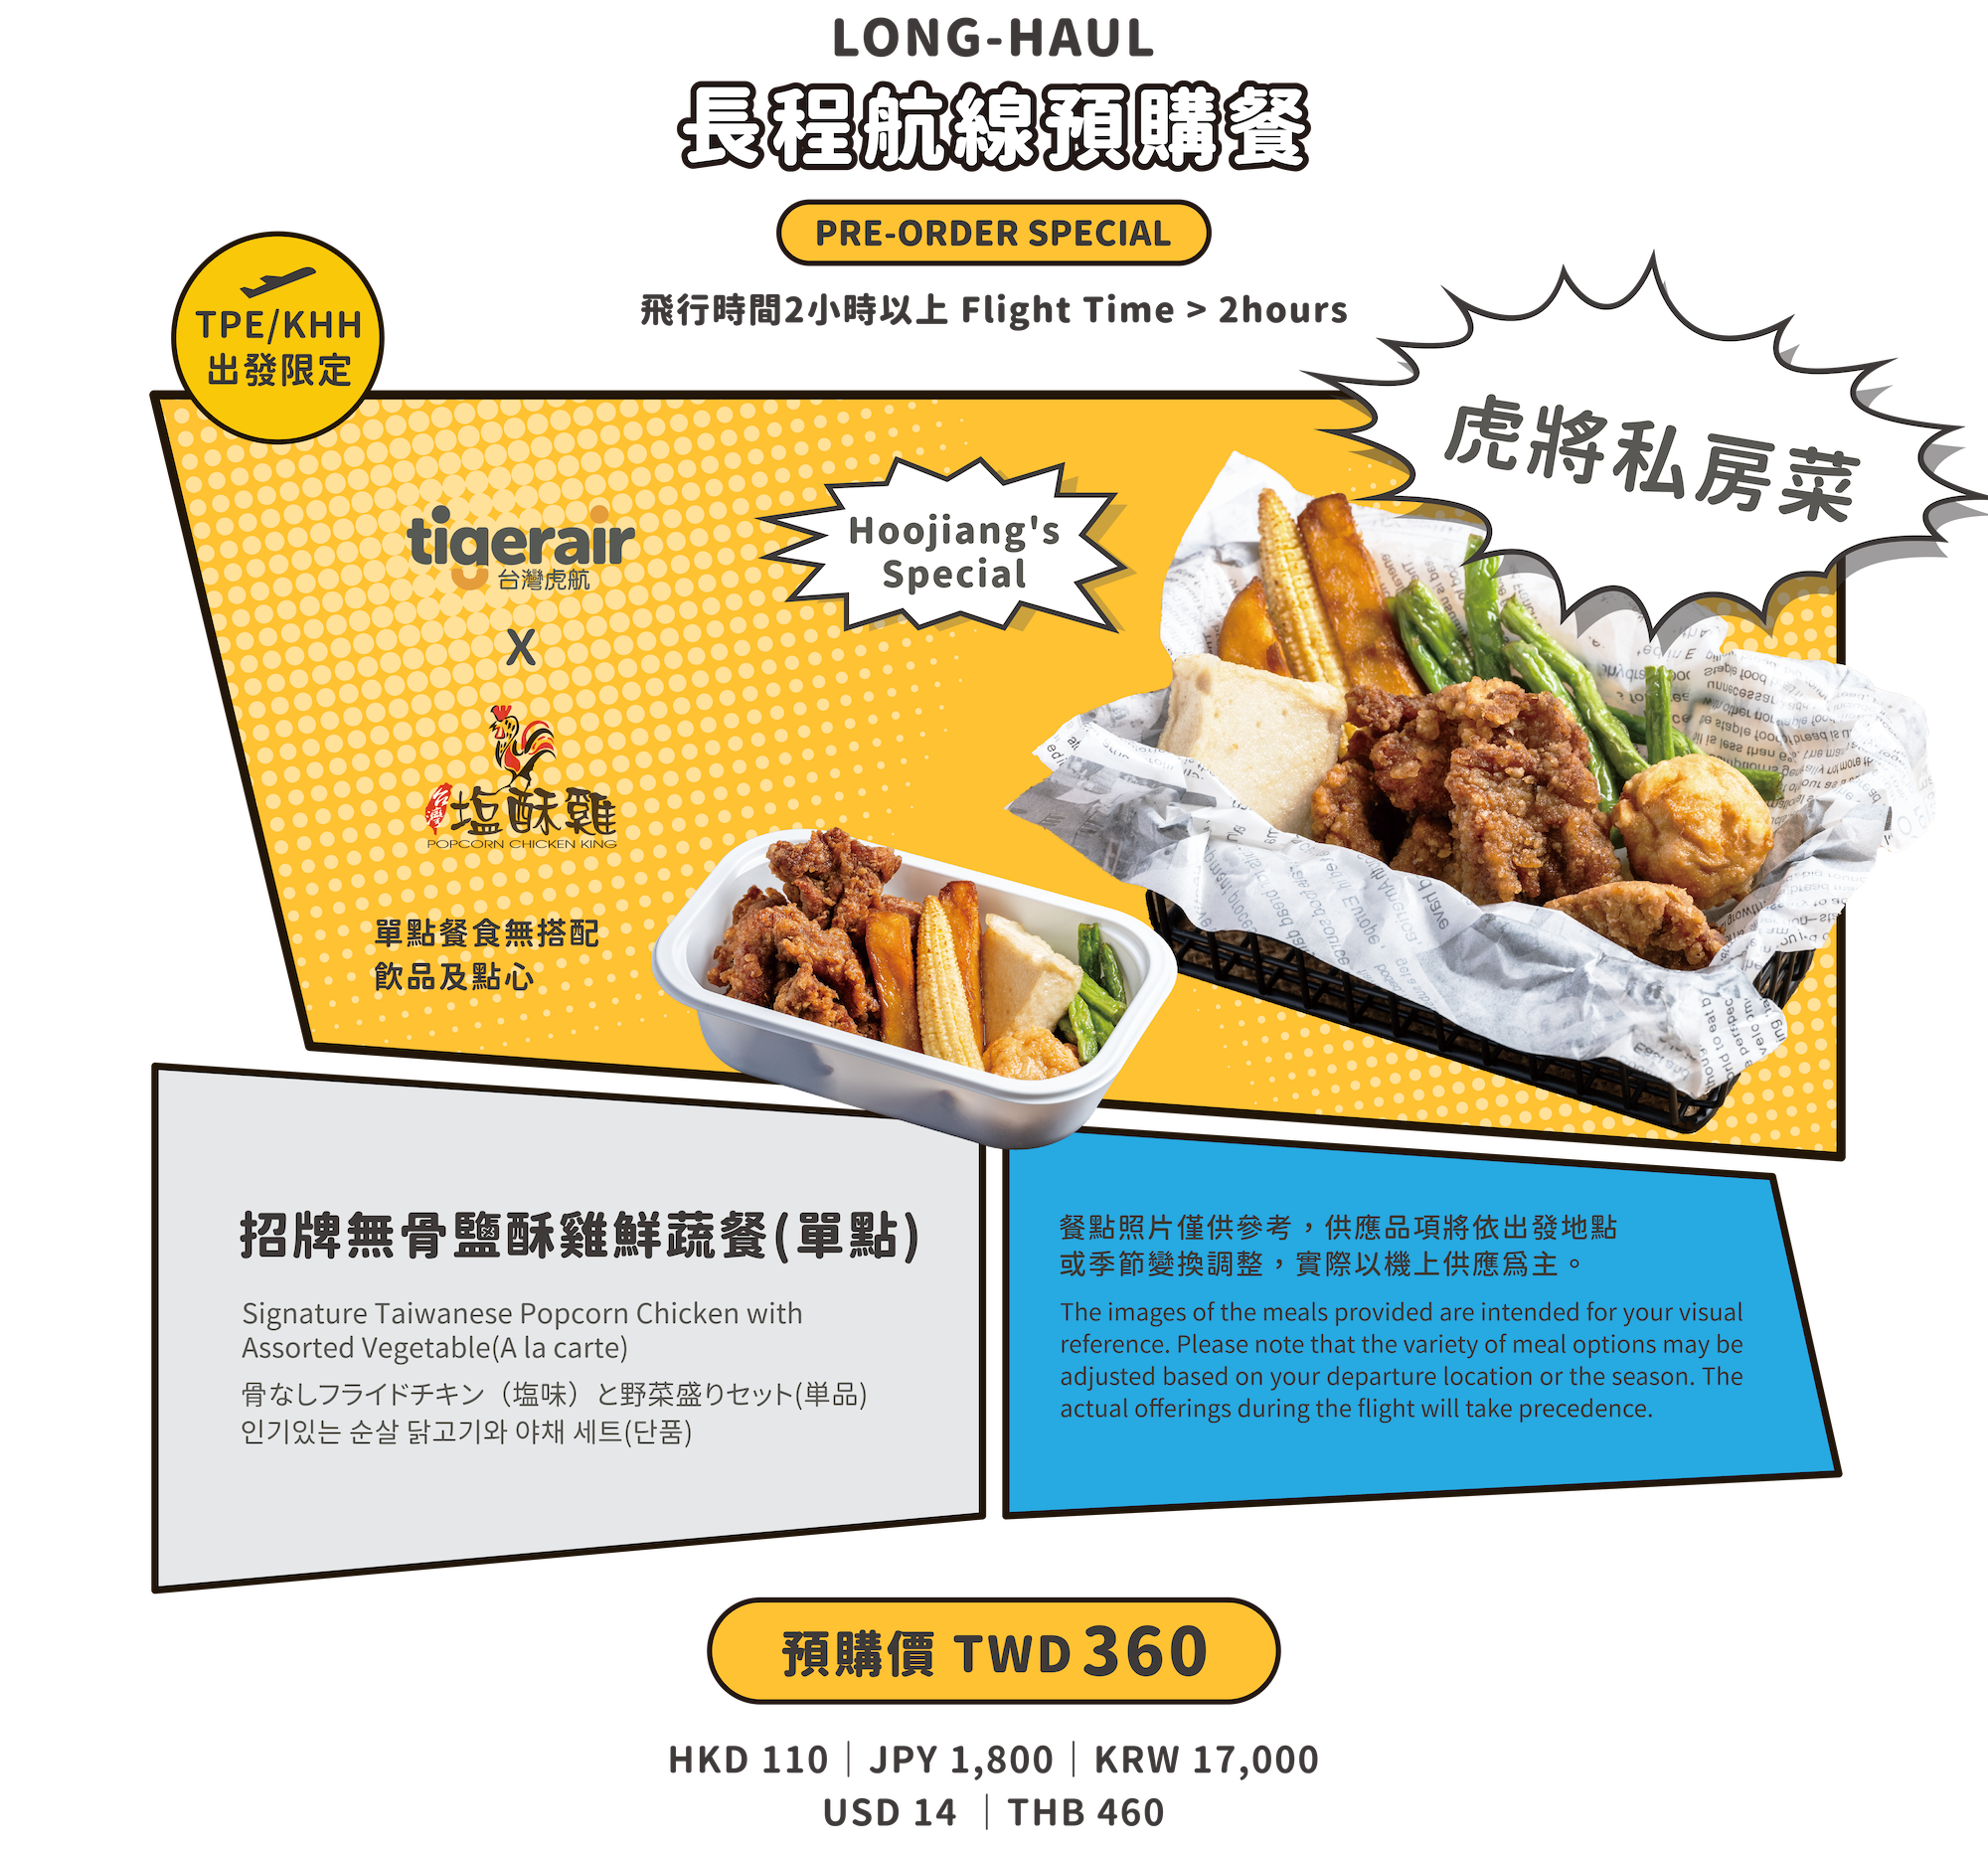 LONG-HAUL
長程航線預購餐
PRE-ORDER SPECIAL
飛行時間2小時以上 Flight Time > 2hours
TPE/KHH
出發限定
虎將私房菜
Hoojiang's
Special
tigerair
台灣虎航
X
台灣
塩酥雞
POPCORN CHICKEN KING
單點餐食無搭配
飲品及點心
招牌無骨鹽酥雞鮮蔬餐(單點)
Signature Taiwanese Popcorn Chicken with
Assorted Vegetable(A la carte)
骨なしフライドチキン（塩味）と野菜盛りセット(単品)
인기있는 순살 닭고기와 야채 세트(단품)
餐點照片僅供參考，供應品項將依出發地點
或季節變換調整，實際以機上供應為主。
The images of the meals provided are intended for your visual
reference. Please note that the variety of meal options may be
adjusted based on your departure location or the season. The
actual offerings during the flight will take precedence.
預購價 TWD 360
HKD 110｜JPY 1,800｜KRW 17,000
USD 14｜THB 460